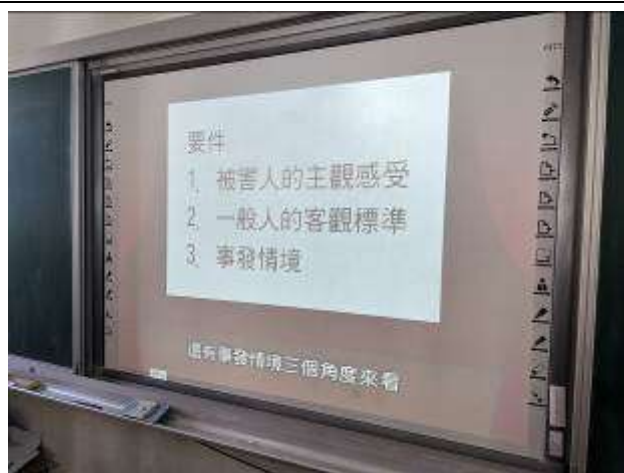 要件
1. 被害人的主觀感受
2. 一般人的客觀標準
3. 事發情境
還有事發情境三個角度來看